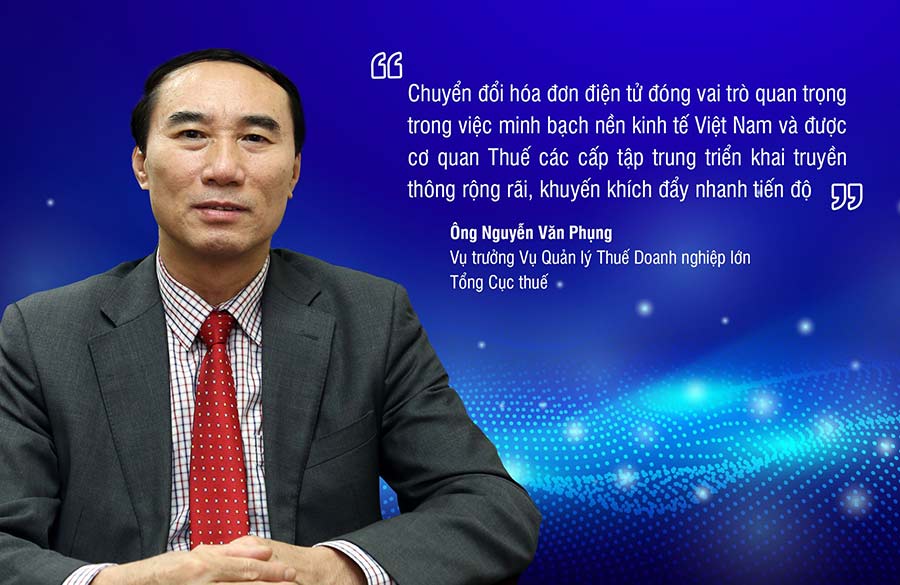 “
Chuyển đổi hóa đơn điện tử đóng vai trò quan trọng
trong việc minh bạch nền kinh tế Việt Nam và được
cơ quan Thuế các cấp tập trung triển khai truyền
thông rộng rãi, khuyến khích đẩy nhanh tiến độ ”
Ông Nguyễn Văn Phụng
Vụ trưởng Vụ Quản lý Thuế Doanh nghiệp lớn
Tổng Cục thuế